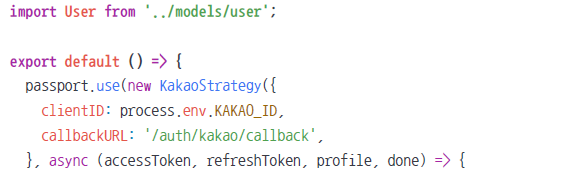 import User from '../models/user';
export default () => {
passport.use(new KakaoStrategy({
clientID: process.env.KAKAO_ID,
callbackURL: '/auth/kakao/callback',
}, async (accessToken, refreshToken, profile, done) => {